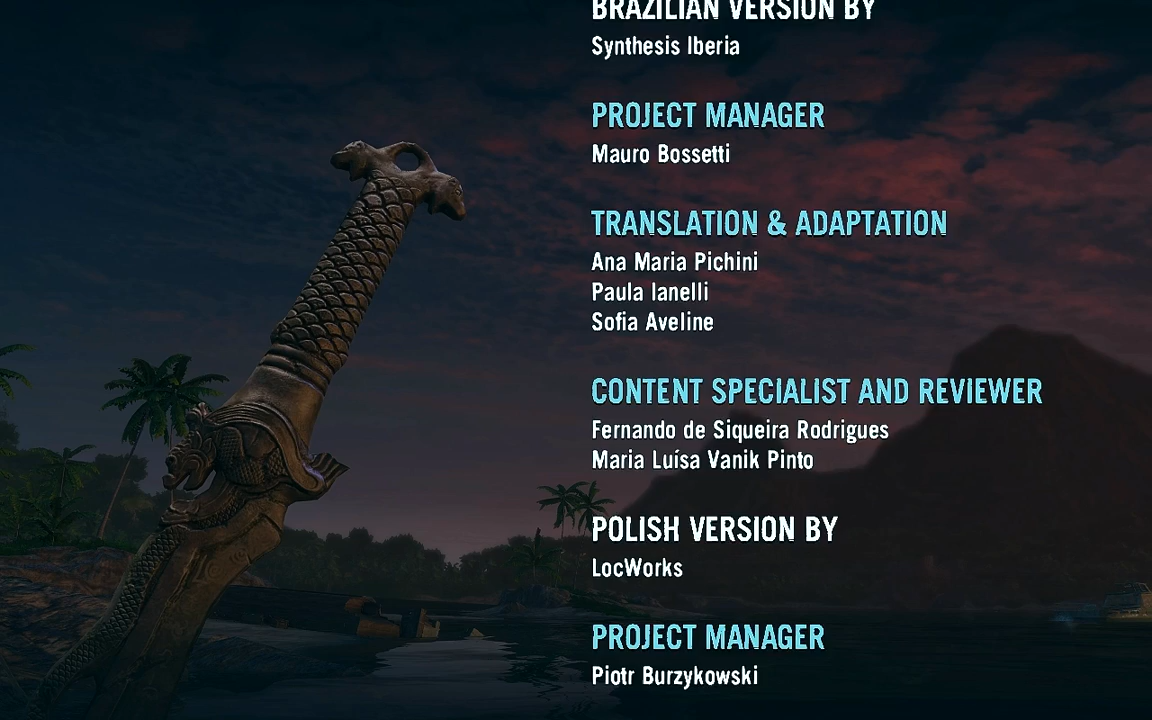 BRAZILIAN VERSION BY
Synthesis Iberia
PROJECT MANAGER
Mauro Bossetti
TRANSLATION & ADAPTATION
Ana Maria Pichini
Paula Ianelli
Sofia Aveline
CONTENT SPECIALIST AND REVIEWER
Fernando de Siqueira Rodrigues
Maria Luísa Vanik Pinto
POLISH VERSION BY
LocWorks
PROJECT MANAGER
Piotr Burzykowski